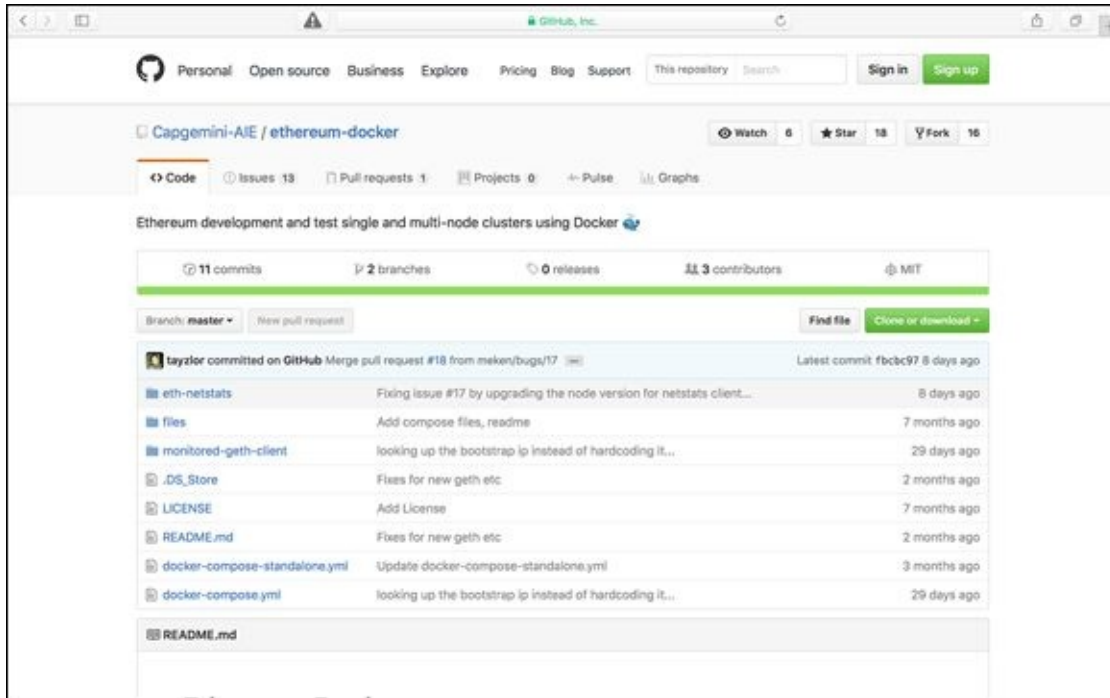 GitHub, Inc.
Personal Open source Business Explore Pricing Blog Support This repository Search Sign in Sign up
Capgemini-AIE / ethereum-docker Watch 6 Star 18 Fork 16
<> Code Issues 13 Pull requests 1 Projects 0 Pulse Graphs
Ethereum development and test single and multi-node clusters using Docker
11 commits 2 branches 0 releases 3 contributors MIT
Branch: master New pull request Find file Clone or download
tayzlor committed on GitHub Merge pull request #18 from meken/bugs/17 Latest commit fbcbc97 8 days ago
eth-netstats Fixing issue #17 by upgrading the node version for netstats client... 8 days ago
files Add compose files, readme 7 months ago
monitored-geth-client looking up the bootstrap ip instead of hardcoding it... 29 days ago
.DS_Store Fixes for new geth etc 2 months ago
LICENSE Add License 7 months ago
README.md Fixes for new geth etc 2 months ago
docker-compose-standalone.yml Update docker-compose-standalone.yml 3 months ago
docker-compose.yml looking up the bootstrap ip instead of hardcoding it... 29 days ago
README.md